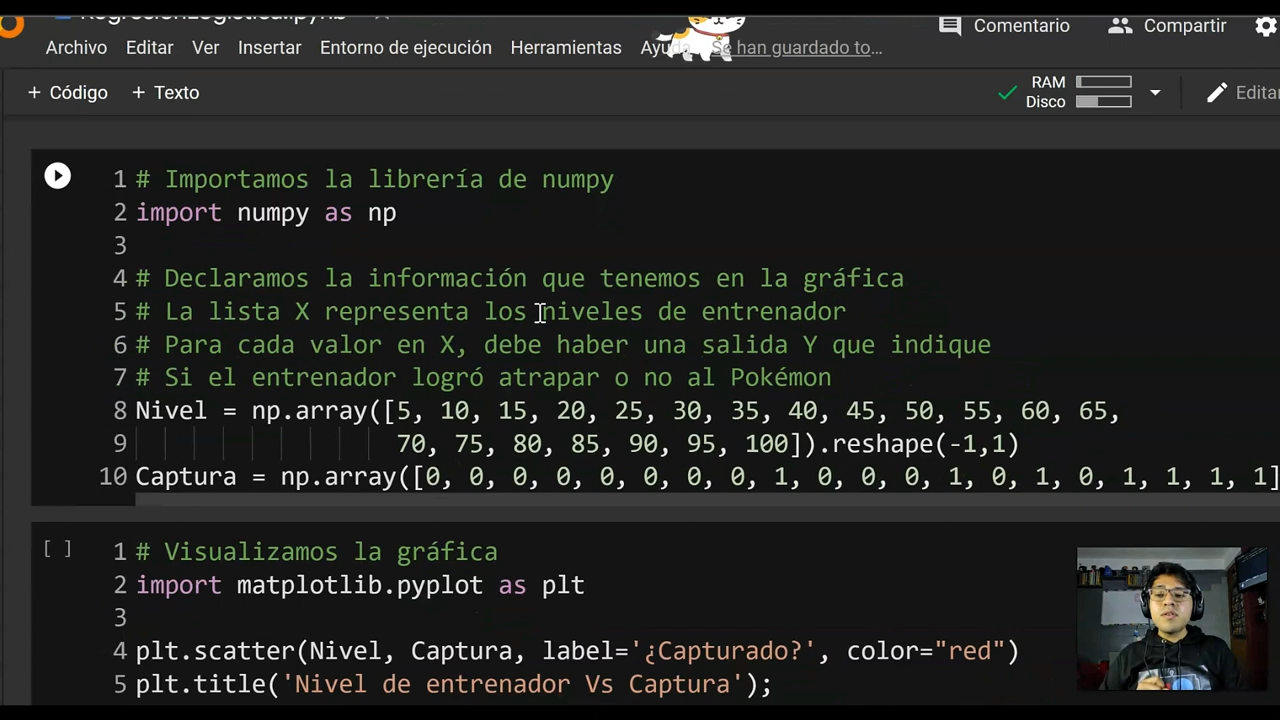 RegresionLogistica.ipynb
Comentario
Compartir
Archivo Editar Ver Insertar Entorno de ejecución Herramientas Ayuda Se han guardado to…
+ Código + Texto
RAM
Disco
Editar
1 # Importamos la librería de numpy
2 import numpy as np
3
4 # Declaramos la información que tenemos en la gráfica
5 # La lista X representa los niveles de entrenador
6 # Para cada valor en X, debe haber una salida Y que indique
7 # Si el entrenador logró atrapar o no al Pokémon
8 Nivel = np.array([5, 10, 15, 20, 25, 30, 35, 40, 45, 50, 55, 60, 65,
9 70, 75, 80, 85, 90, 95, 100]).reshape(-1,1)
10 Captura = np.array([0, 0, 0, 0, 0, 0, 0, 0, 1, 0, 0, 0, 1, 0, 1, 0, 1, 1, 1, 1]
[ ]
1 # Visualizamos la gráfica
2 import matplotlib.pyplot as plt
3
4 plt.scatter(Nivel, Captura, label='¿Capturado?', color="red")
5 plt.title('Nivel de entrenador Vs Captura');